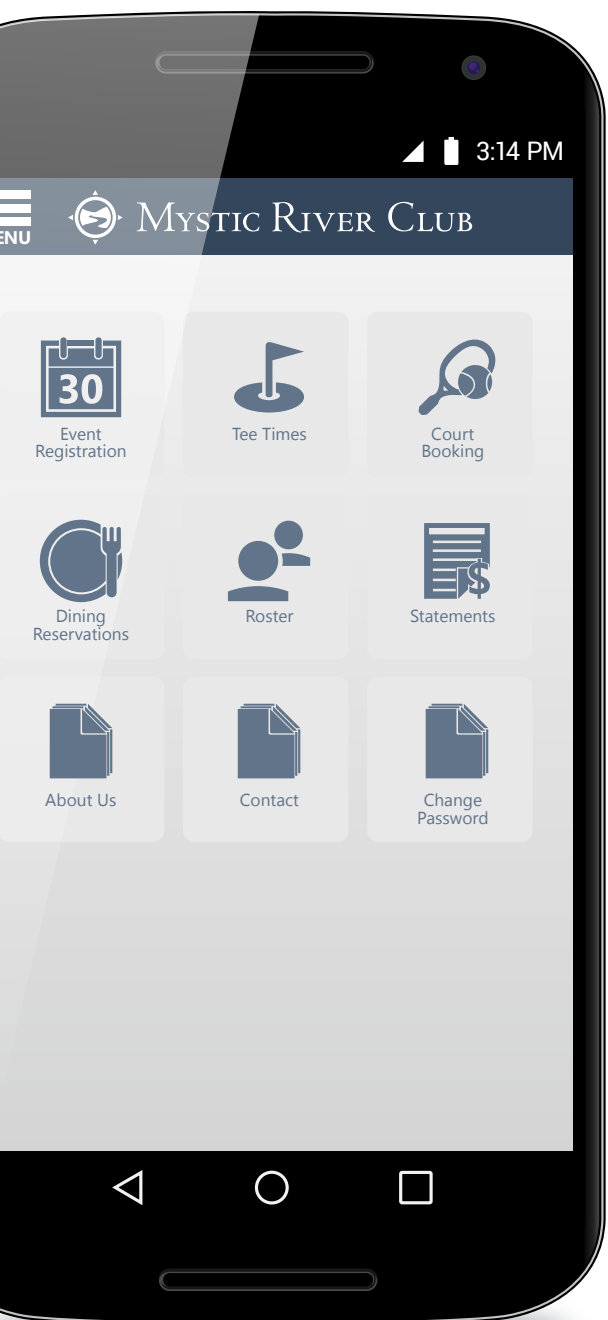 3:14 PM
ENU
Mystic River Club
30
Event
Registration
Tee Times
Court
Booking
Dining
Reservations
Roster
$
Statements
About Us
Contact
Change
Password